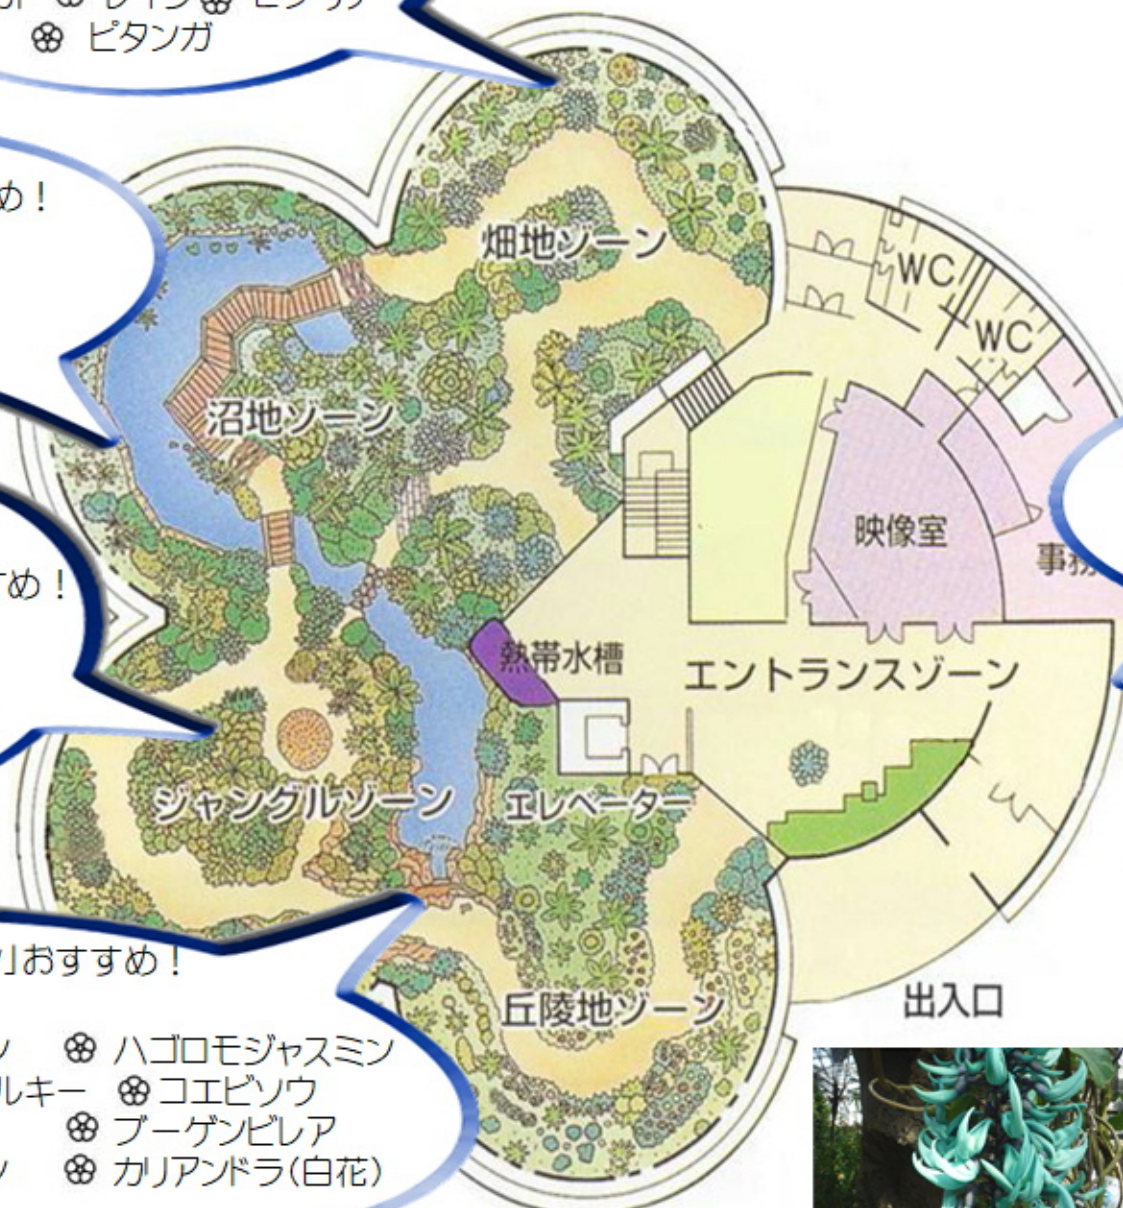 ピタンガ
め！
畑地ゾーン
WC
WC
沼地ゾーン
映像室
すめ！
熱帯水槽
エントランスゾーン
ジャングルゾーン
エレベーター
おすすめ！
丘陵地ゾーン
出入口
ハゴロモジャスミン
ルキー コエビソウ
ブーゲンビレア
カリアンドラ(白花)